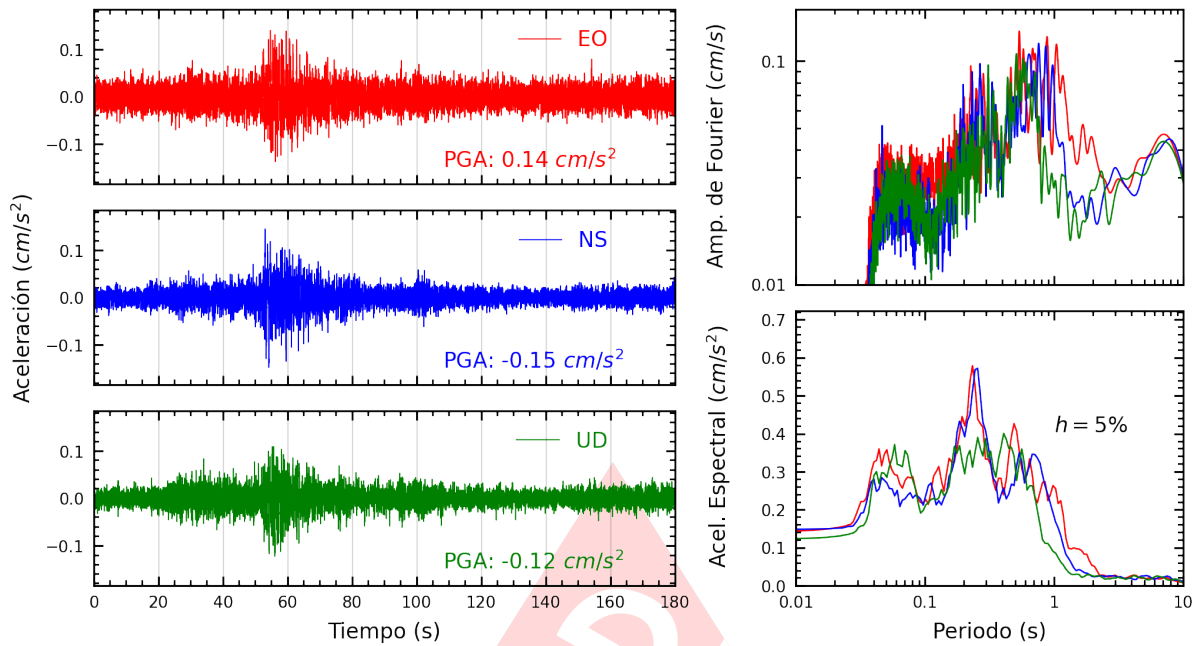 Aceleración (cm/s²)
0.1
0.0
−0.1
EO
PGA: 0.14 cm/s²
0.1
0.0
−0.1
NS
PGA: -0.15 cm/s²
0.1
0.0
−0.1
UD
PGA: -0.12 cm/s²
0 20 40 60 80 100 120 140 160 180
Tiempo (s)
Amp. de Fourier (cm/s)
0.1
0.01
Acel. Espectral (cm/s²)
0.7
0.6
0.5
0.4
0.3
0.2
0.1
0.0
h = 5%
0.01 0.1 1 10
Periodo (s)